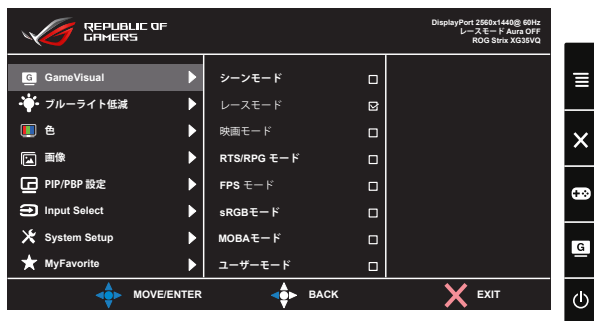 REPUBLIC OF
GAMERS
DisplayPort 2560x1440@ 60Hz
レースモード Aura OFF
ROG Strix XG35VQ
G GameVisual
ブルーライト低減
色
画像
PIP/PBP 設定
Input Select
System Setup
MyFavorite
シーンモード
レースモード
映画モード
RTS/RPG モード
FPS モード
sRGBモード
MOBAモード
ユーザーモード
G
MOVE/ENTER
BACK
EXIT